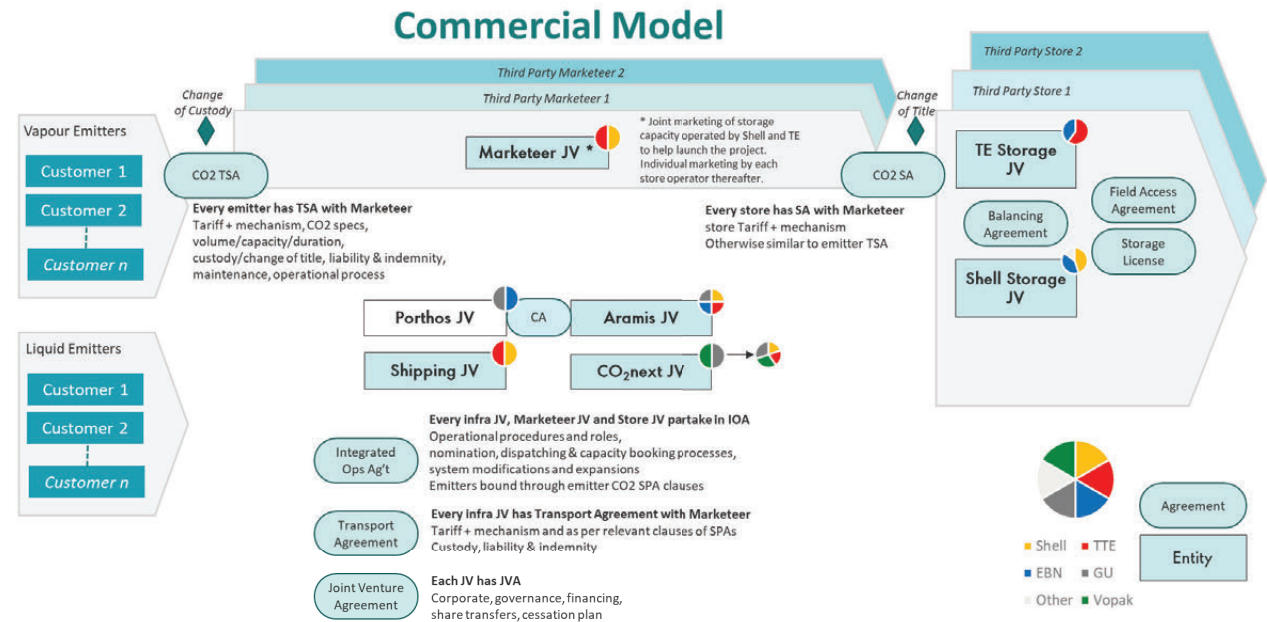 Commercial Model
Third Party Marketeer 2
Third Party Marketeer 1
Third Party Store 2
Third Party Store 1
Change
of Custody
Change
of Title
Vapour Emitters
Customer 1
Customer 2
Customer n
CO2 TSA
Marketeer JV *
* Joint marketing of storage
capacity operated by Shell and TE
to help launch the project.
Individual marketing by each
store operator thereafter.
CO2 SA
TE Storage
JV
Balancing
Agreement
Field Access
Agreement
Storage
License
Shell Storage
JV
Every emitter has TSA with Marketeer
Tariff + mechanism, CO2 specs,
volume/capacity/duration,
custody/change of title, liability & indemnity,
maintenance, operational process
Every store has SA with Marketeer
store Tariff + mechanism
Otherwise similar to emitter TSA
Porthos JV
CA
Aramis JV
Shipping JV
CO₂next JV
Liquid Emitters
Customer 1
Customer 2
Customer n
Integrated
Ops Ag't
Every infra JV, Marketeer JV and Store JV partake in IOA
Operational procedures and roles,
nomination, dispatching & capacity booking processes,
system modifications and expansions
Emitters bound through emitter CO2 SPA clauses
Transport
Agreement
Every infra JV has Transport Agreement with Marketeer
Tariff + mechanism and as per relevant clauses of SPAs
Custody, liability & indemnity
Joint Venture
Agreement
Each JV has JVA
Corporate, governance, financing,
share transfers, cessation plan
Shell
TTE
EBN
GU
Other
Vopak
Agreement
Entity